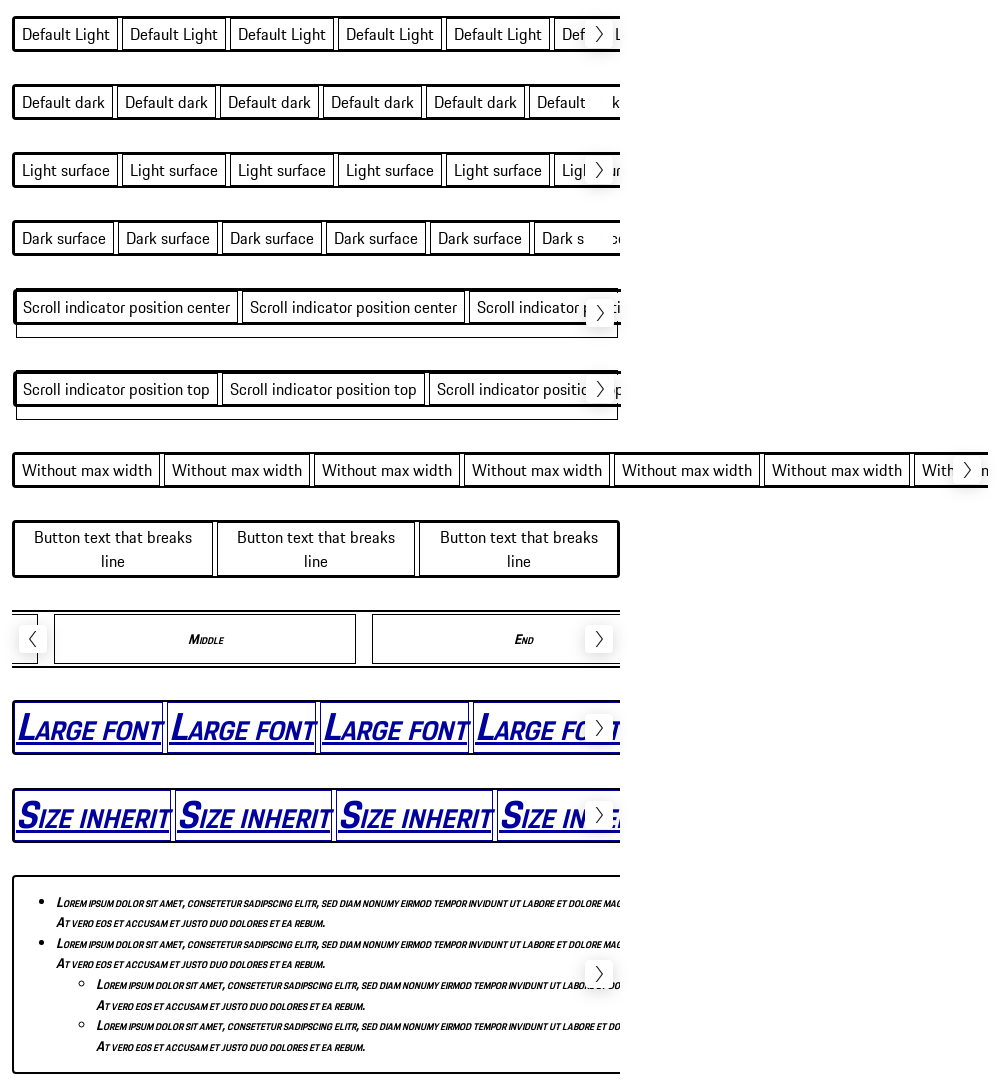 Default Light Default Light Default Light Default Light Default Light Def L
Default dark Default dark Default dark Default dark Default dark Default k
Light surface Light surface Light surface Light surface Light surface Lig ur
Dark surface Dark surface Dark surface Dark surface Dark surface Dark s
Scroll indicator position center Scroll indicator position center Scroll indicator
Scroll indicator position top Scroll indicator position top Scroll indicator positio
Without max width Without max width Without max width Without max width Without max width Without max width With
Button text that breaks line Button text that breaks line Button text that breaks line
Middle End
Large font Large font Large font Large fo
Size inherit Size inherit Size inherit Size in
Lorem ipsum dolor sit amet, consetetur sadipscing elitr, sed diam nonumy eirmod tempor invidunt ut labore et dolore mag
At vero eos et accusam et justo duo dolores et ea rebum.
Lorem ipsum dolor sit amet, consetetur sadipscing elitr, sed diam nonumy eirmod tempor invidunt ut labore et dolore mag
At vero eos et accusam et justo duo dolores et ea rebum.
Lorem ipsum dolor sit amet, consetetur sadipscing elitr, sed diam nonumy eirmod tempor invidunt ut labore et do
At vero eos et accusam et justo duo dolores et ea rebum.
Lorem ipsum dolor sit amet, consetetur sadipscing elitr, sed diam nonumy eirmod tempor invidunt ut labore et do
At vero eos et accusam et justo duo dolores et ea rebum.